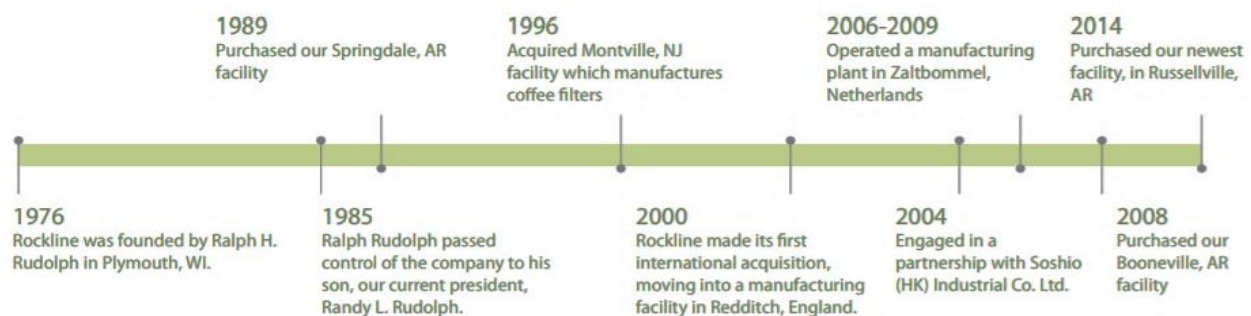 1989
Purchased our Springdale, AR
facility
1996
Acquired Montville, NJ
facility which manufactures
coffee filters
2006-2009
Operated a manufacturing
plant in Zaltbommel,
Netherlands
2014
Purchased our newest
facility, in Russellville,
AR
1976
Rockline was founded by Ralph H.
Rudolph in Plymouth, WI.
1985
Ralph Rudolph passed
control of the company to his
son, our current president,
Randy L. Rudolph.
2000
Rockline made its first
international acquisition,
moving into a manufacturing
facility in Redditch, England.
2004
Engaged in a
partnership with Soshio
(HK) Industrial Co. Ltd.
2008
Purchased our
Booneville, AR
facility